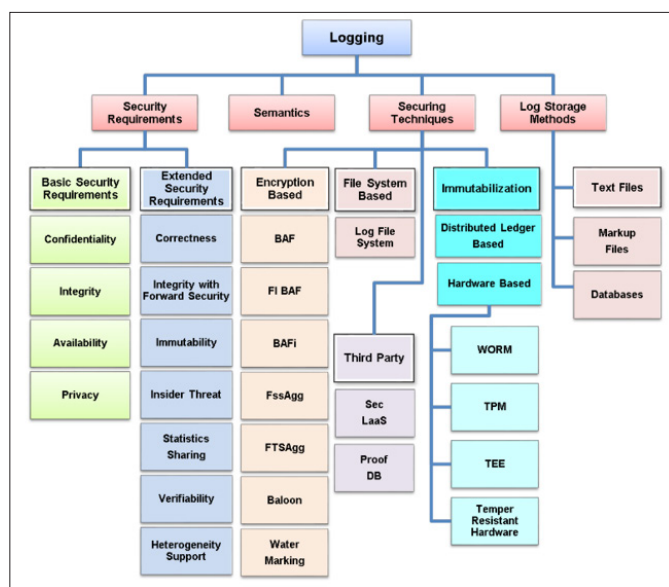 Logging
Security
Requirements
Semantics
Securing
Techniques
Log Storage
Methods
Basic Security
Requirements
Confidentiality
Integrity
Availability
Privacy
Extended
Security
Requirements
Correctness
Integrity with
Forward Security
Immutability
Insider Threat
Statistics
Sharing
Verifiability
Heterogeneity
Support
Encryption
Based
BAF
FI BAF
BAFi
FssAgg
FTSAgg
Baloon
Water
Marking
File System
Based
Log File
System
Third Party
Sec
LaaS
Proof
DB
Immutabilization
Distributed Ledger
Based
Hardware Based
WORM
TPM
TEE
Temper
Resistant
Hardware
Text Files
Markup
Files
Databases